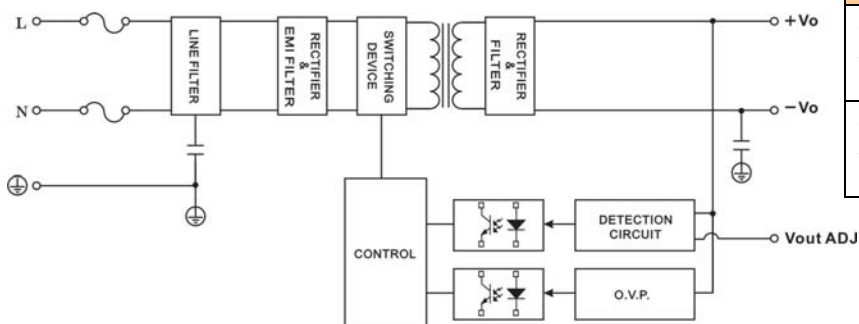 L
N
LINE FILTER
RECTIFIER
&
EMI FILTER
SWITCHING
DEVICE
RECTIFIER
&
FILTER
+Vo
−Vo
CONTROL
DETECTION
CIRCUIT
Vout ADJ
O.V.P.